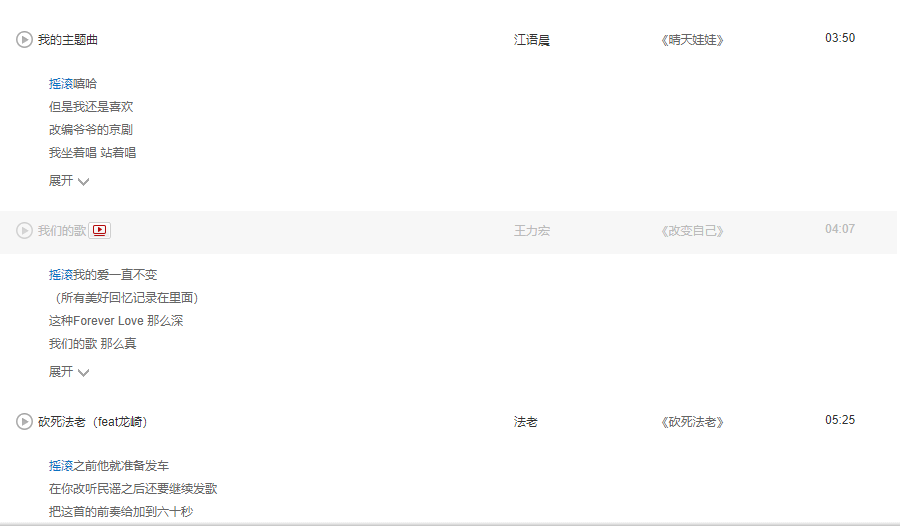 我的主题曲 江语晨 《晴天娃娃》 03:50
摇滚嘻哈
但是我还是喜欢
改编爷爷的京剧
我坐着唱 站着唱
展开
我们的歌 王力宏 《改变自己》 04:07
摇滚我的爱一直不变
（所有美好回忆记录在里面）
这种Forever Love 那么深
我们的歌 那么真
展开
砍死法老（feat龙崎） 法老 《砍死法老》 05:25
摇滚之前他就准备发车
在你改听民谣之后还要继续发歌
把这首的前奏给加到六十秒